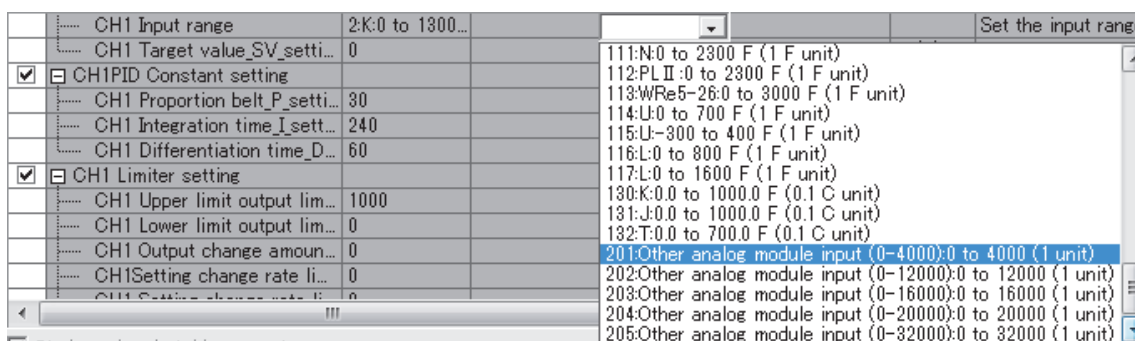 CH1 Input range 2:K:0 to 1300... Set the input rang
CH1 Target value_SV_setti... 0
CH1PID Constant setting
CH1 Proportion belt_P_setti... 30
CH1 Integration time_I_sett... 240
CH1 Differentiation time_D... 60
CH1 Limiter setting
CH1 Upper limit output lim... 1000
CH1 Lower limit output lim... 0
CH1 Output change amoun... 0
CH1Setting change rate li... 0
111:N:0 to 2300 F (1 F unit)
112:PLⅡ:0 to 2300 F (1 F unit)
113:WRe5-26:0 to 3000 F (1 F unit)
114:U:0 to 700 F (1 F unit)
115:U:-300 to 400 F (1 F unit)
116:L:0 to 800 F (1 F unit)
117:L:0 to 1600 F (1 F unit)
130:K:0.0 to 1000.0 F (0.1 C unit)
131:J:0.0 to 1000.0 F (0.1 C unit)
132:T:0.0 to 700.0 F (0.1 C unit)
201:Other analog module input (0-4000):0 to 4000 (1 unit)
202:Other analog module input (0-12000):0 to 12000 (1 unit)
203:Other analog module input (0-16000):0 to 16000 (1 unit)
204:Other analog module input (0-20000):0 to 20000 (1 unit)
205:Other analog module input (0-32000):0 to 32000 (1 unit)